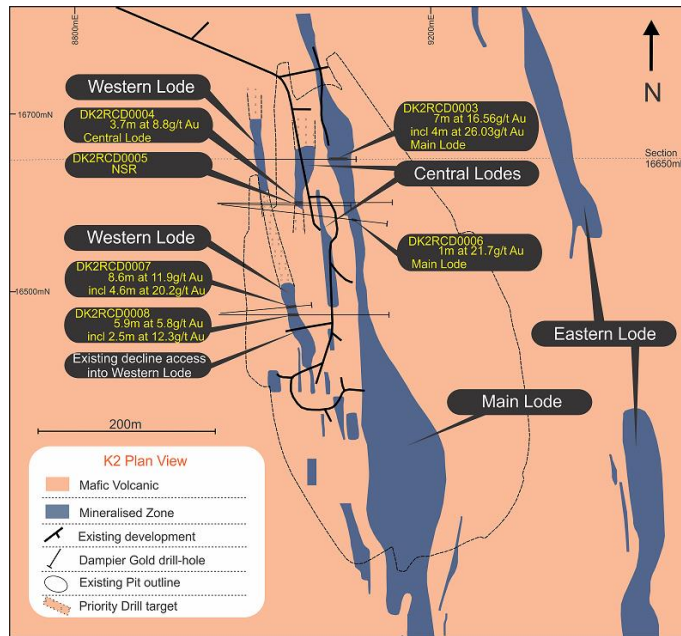 8800mE
9200mE
16700mN
16500mN
Western Lode
DK2RCD0004
3.7m at 8.8g/t Au
Central Lode
DK2RCD0005
NSR
DK2RCD0003
7m at 16.56g/t Au
incl 4m at 26.03g/t Au
Main Lode
N
Section
16650mN
Central Lodes
Western Lode
DK2RCD0006
1m at 21.7g/t Au
Main Lode
DK2RCD0007
8.6m at 11.9g/t Au
incl 4.6m at 20.2g/t Au
DK2RCD0008
5.9m at 5.8g/t Au
incl 2.5m at 12.3g/t Au
Existing decline access
into Western Lode
Eastern Lode
Main Lode
200m
K2 Plan View
Mafic Volcanic
Mineralised Zone
Existing development
Dampier Gold drill-hole
Existing Pit outline
Priority Drill target